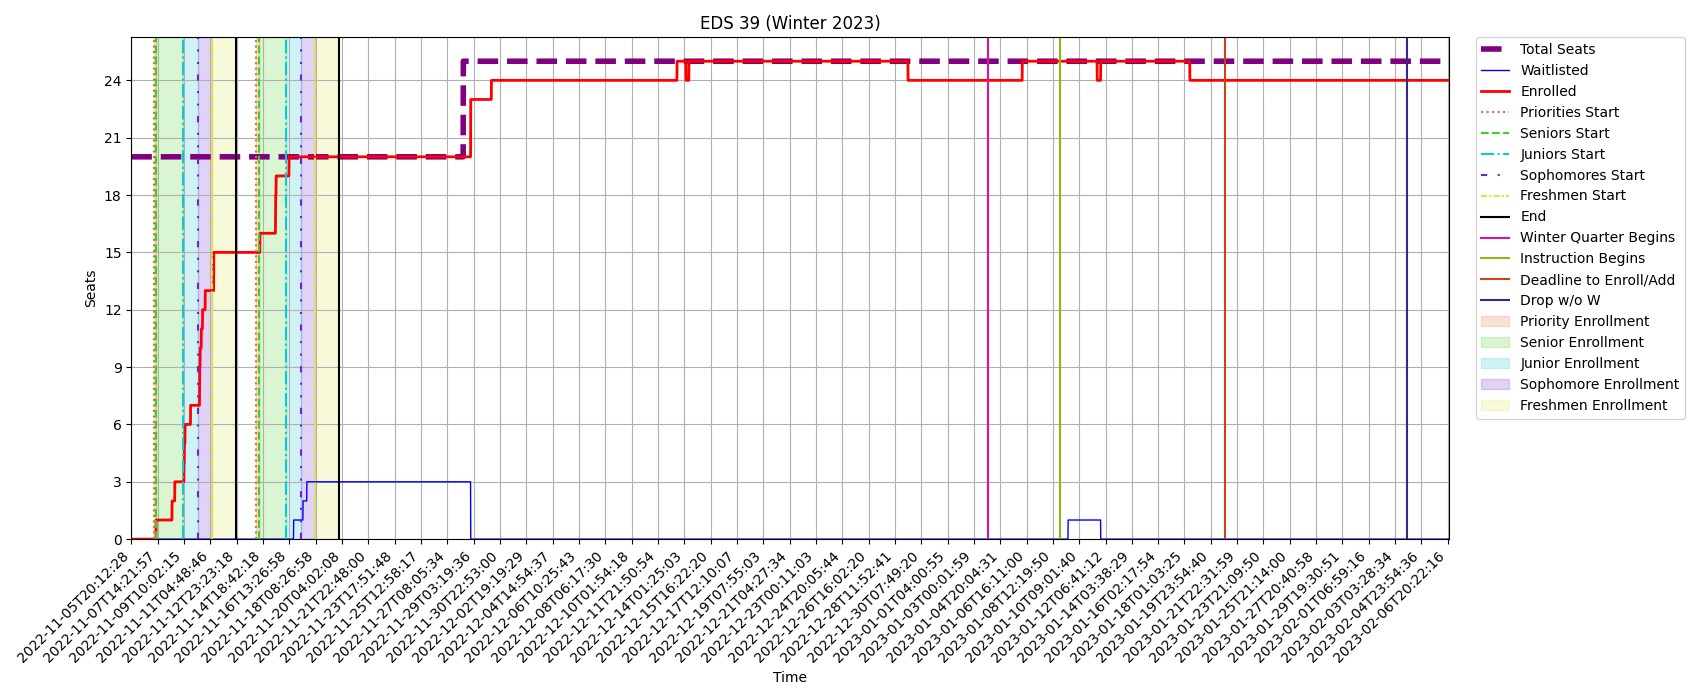 EDS 39 (Winter 2023)
Seats
24
21
18
15
12
9
6
3
0
2022-11-05T20:12:28
2022-11-07T14:21:57
2022-11-09T10:02:15
2022-11-11T04:48:46
2022-11-12T23:23:18
2022-11-14T18:42:18
2022-11-16T13:26:58
2022-11-18T08:26:58
2022-11-20T04:02:08
2022-11-21T22:48:00
2022-11-23T17:51:48
2022-11-25T12:58:17
2022-11-27T08:05:34
2022-11-29T03:19:36
2022-11-30T22:53:00
2022-12-02T19:19:29
2022-12-04T14:54:37
2022-12-06T10:25:43
2022-12-08T06:17:30
2022-12-10T01:54:18
2022-12-11T21:50:54
2022-12-14T01:25:03
2022-12-15T16:22:20
2022-12-17T12:10:07
2022-12-19T07:55:03
2022-12-21T04:27:34
2022-12-23T00:11:03
2022-12-24T20:05:44
2022-12-26T16:02:20
2022-12-28T11:52:41
2022-12-30T07:49:20
2023-01-01T04:00:55
2023-01-03T00:01:59
2023-01-04T20:04:31
2023-01-06T16:11:00
2023-01-08T12:19:50
2023-01-10T09:01:40
2023-01-12T06:41:12
2023-01-14T03:38:29
2023-01-16T02:17:54
2023-01-18T01:03:25
2023-01-19T23:54:40
2023-01-21T22:31:59
2023-01-23T21:09:50
2023-01-25T21:14:00
2023-01-27T20:40:58
2023-01-29T19:30:51
2023-02-01T06:59:16
2023-02-03T03:28:34
2023-02-04T23:54:36
2023-02-06T20:22:16
Time
Total Seats
Waitlisted
Enrolled
Priorities Start
Seniors Start
Juniors Start
Sophomores Start
Freshmen Start
End
Winter Quarter Begins
Instruction Begins
Deadline to Enroll/Add
Drop w/o W
Priority Enrollment
Senior Enrollment
Junior Enrollment
Sophomore Enrollment
Freshmen Enrollment